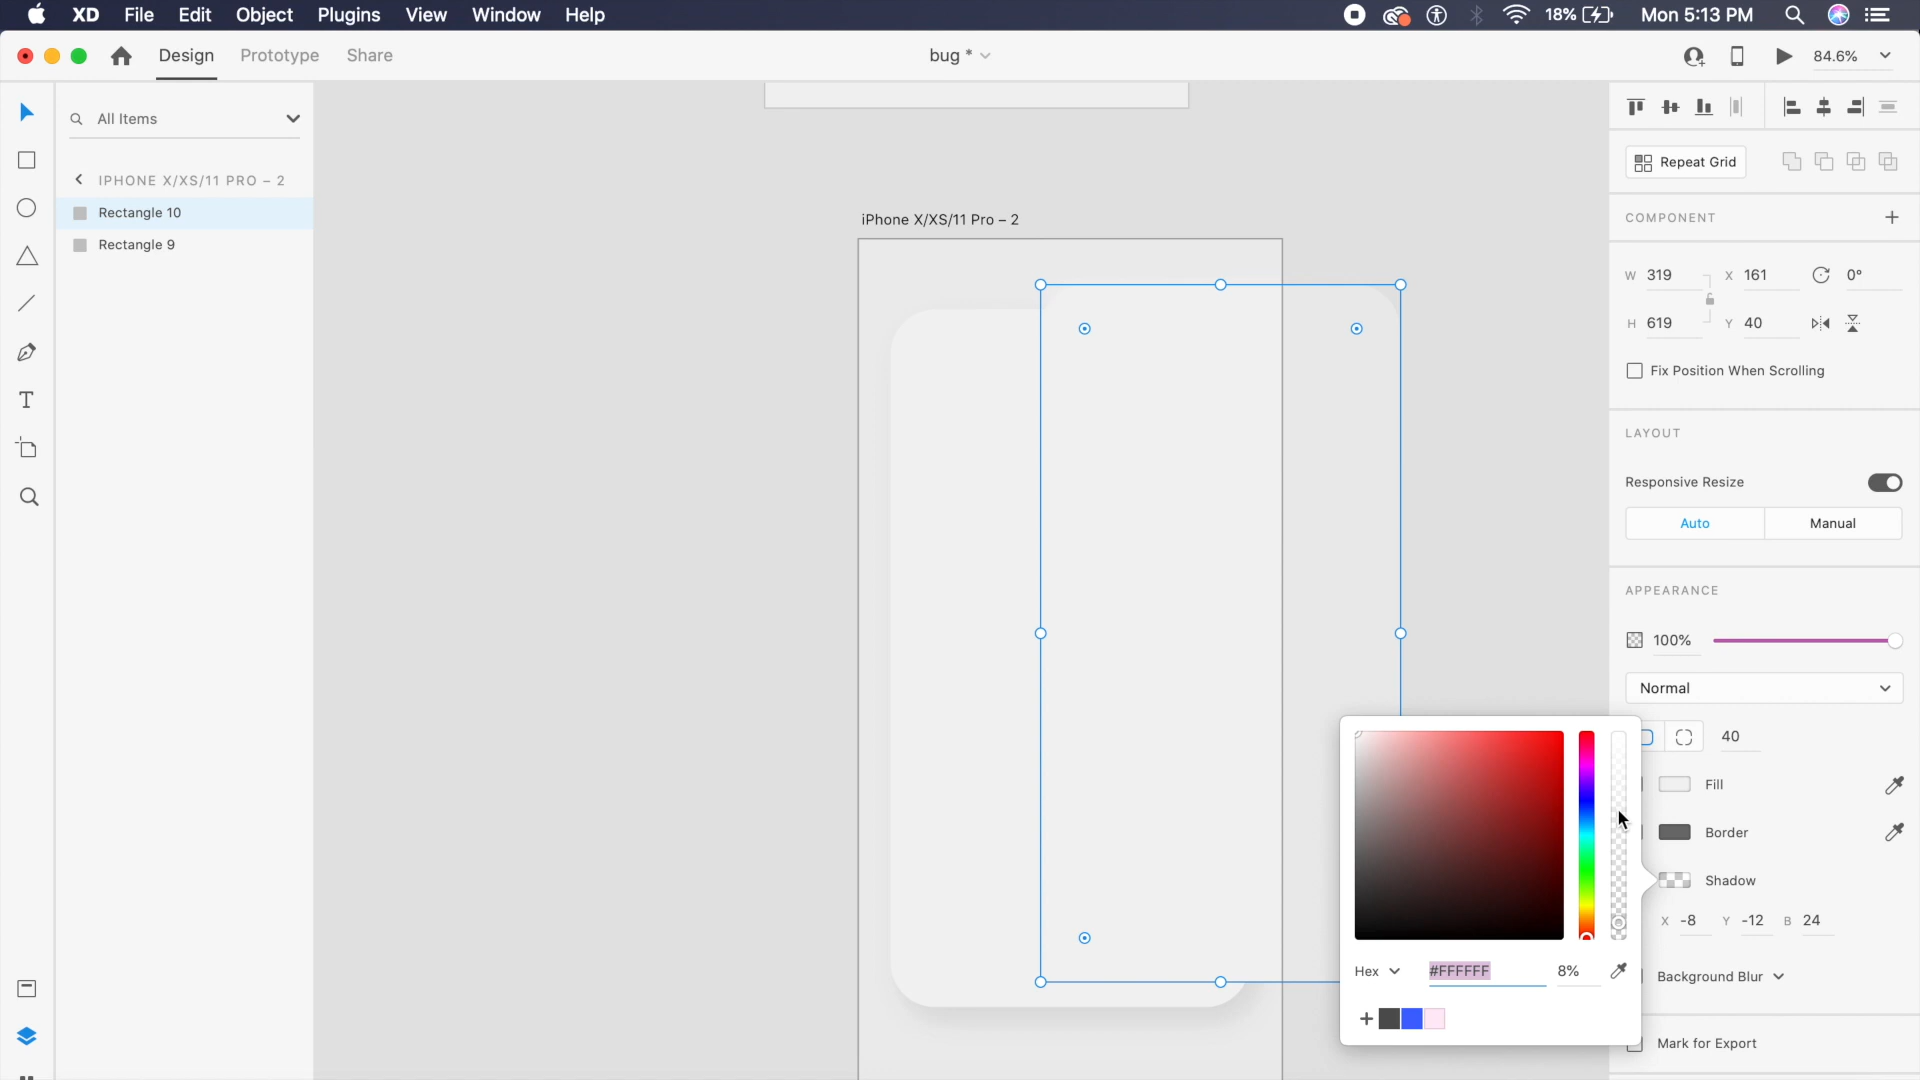 XD File Edit Object Plugins View Window Help 18% Mon 5:13 PM
Design Prototype Share bug * 84.6%
All Items
IPHONE X/XS/11 PRO – 2
Rectangle 10
Rectangle 9
iPhone X/XS/11 Pro – 2
Repeat Grid
COMPONENT
W 319 X 161 0°
H 619 Y 40
Fix Position When Scrolling
LAYOUT
Responsive Resize
Auto Manual
APPEARANCE
100%
Normal
40
Fill
Border
Shadow
X -8 Y -12 B 24
Hex #FFFFFF 8%
Background Blur
Mark for Export